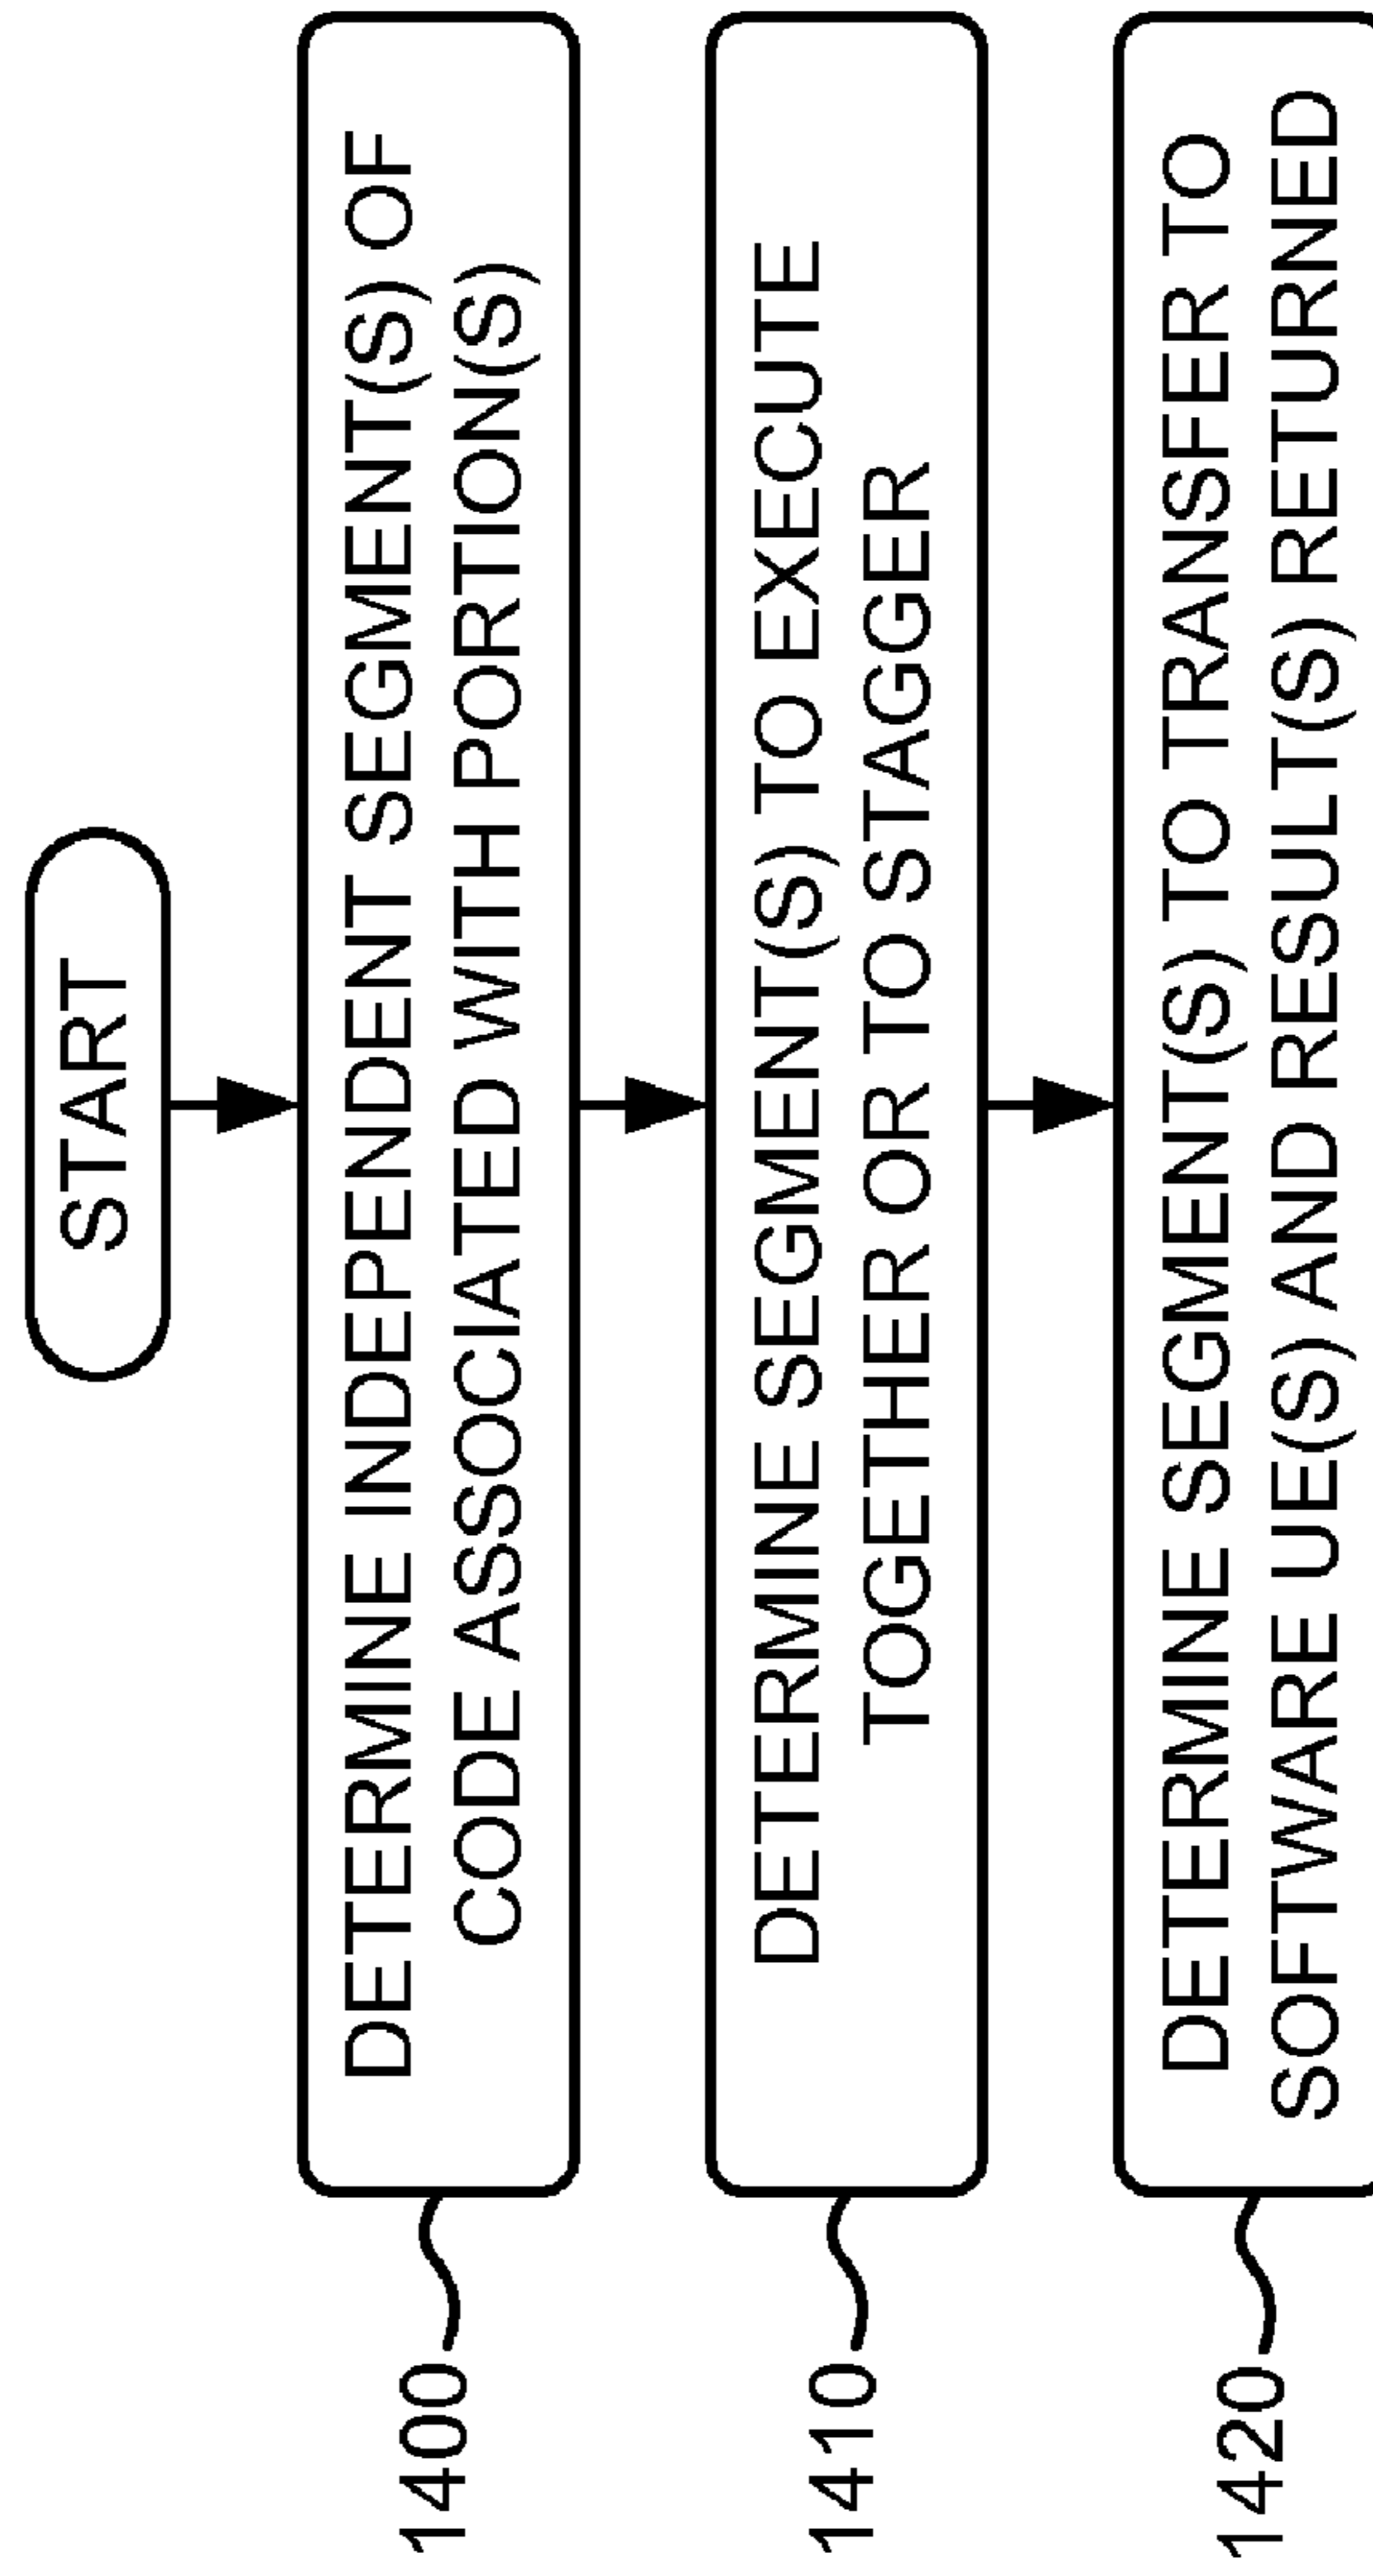 START
1400
DETERMINE INDEPENDENT SEGMENT(S) OF
CODE ASSOCIATED WITH PORTION(S)
1410
DETERMINE SEGMENT(S) TO EXECUTE
TOGETHER OR TO STAGGER
1420
DETERMINE SEGMENT(S) TO TRANSFER TO
SOFTWARE UE(S) AND RESULT(S) RETURNED